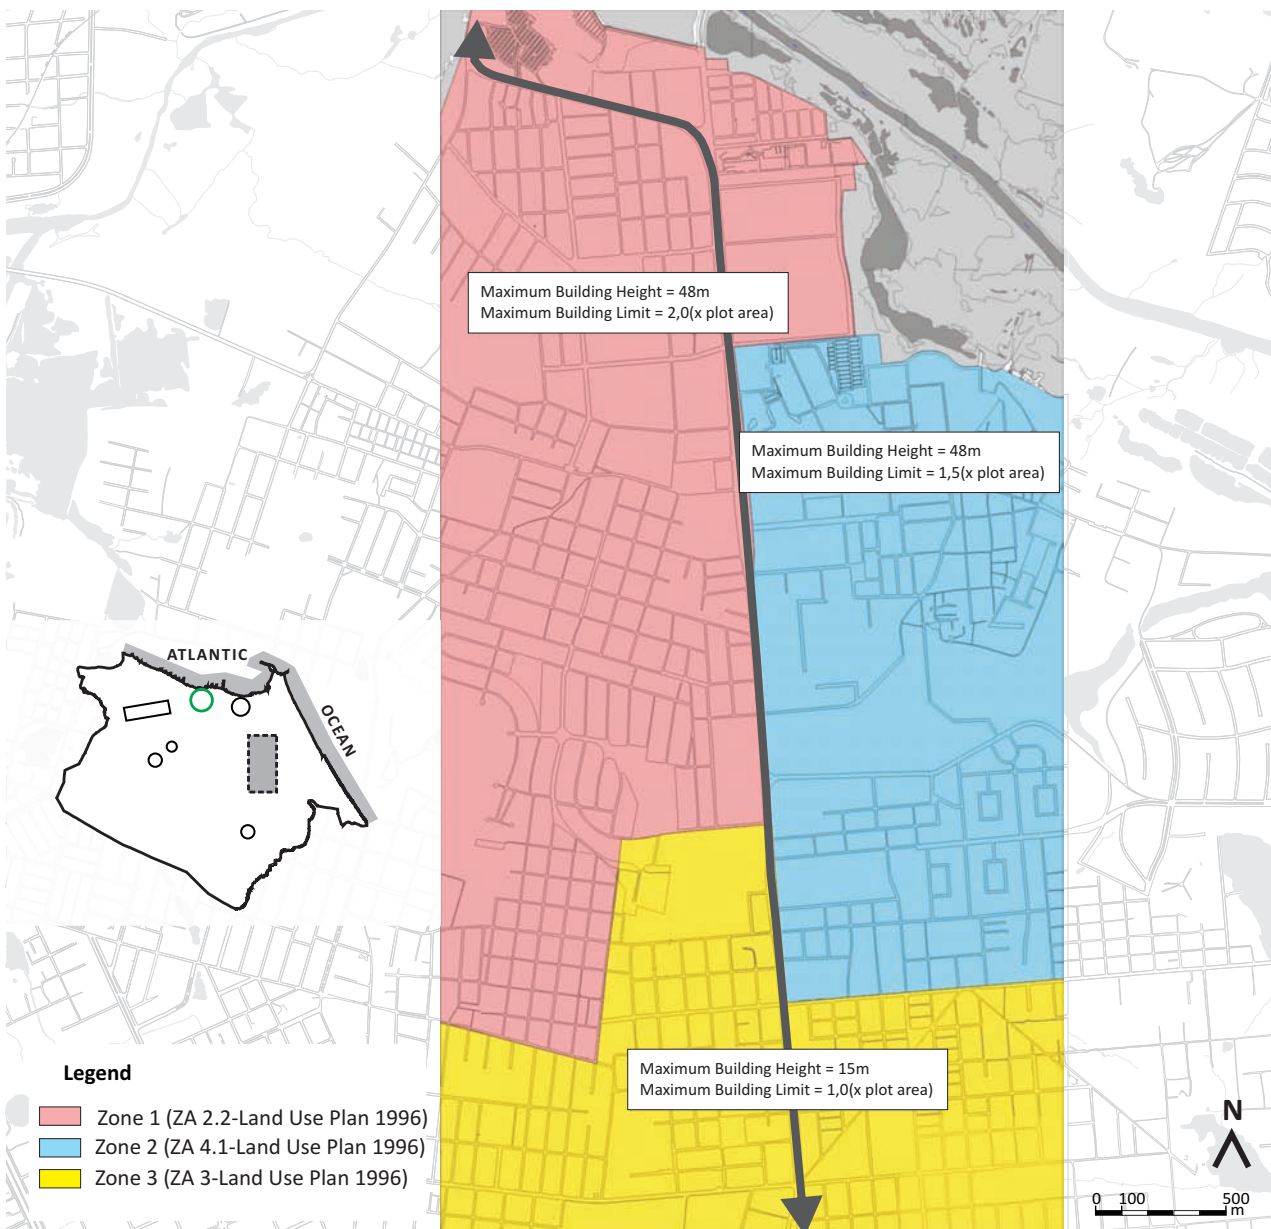 Maximum Building Height = 48m
Maximum Building Limit = 2,0(x plot area)
Maximum Building Height = 48m
Maximum Building Limit = 1,5(x plot area)
ATLANTIC
OCEAN
Maximum Building Height = 15m
Maximum Building Limit = 1,0(x plot area)
Legend
Zone 1 (ZA 2.2-Land Use Plan 1996)
Zone 2 (ZA 4.1-Land Use Plan 1996)
Zone 3 (ZA 3-Land Use Plan 1996)
N
0 100 500
m